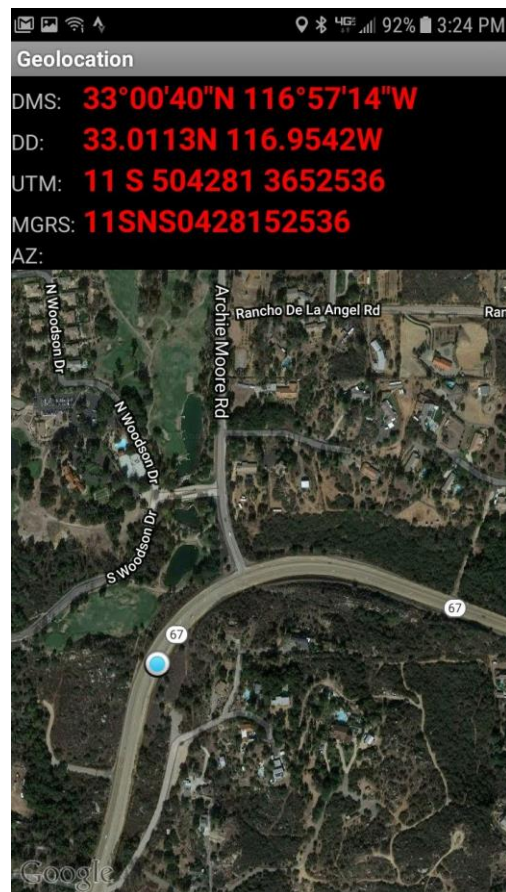 4G 92% 3:24 PM
Geolocation
DMS: 33°00'40"N 116°57'14"W
DD: 33.0113N 116.9542W
UTM: 11 S 504281 3652536
MGRS: 11SNS0428152536
AZ:
N Woodson Dr
Archie Moore Rd
Rancho De La Angel Rd
Ran
N Woodson Dr
S Woodson Dr
67
67
Google